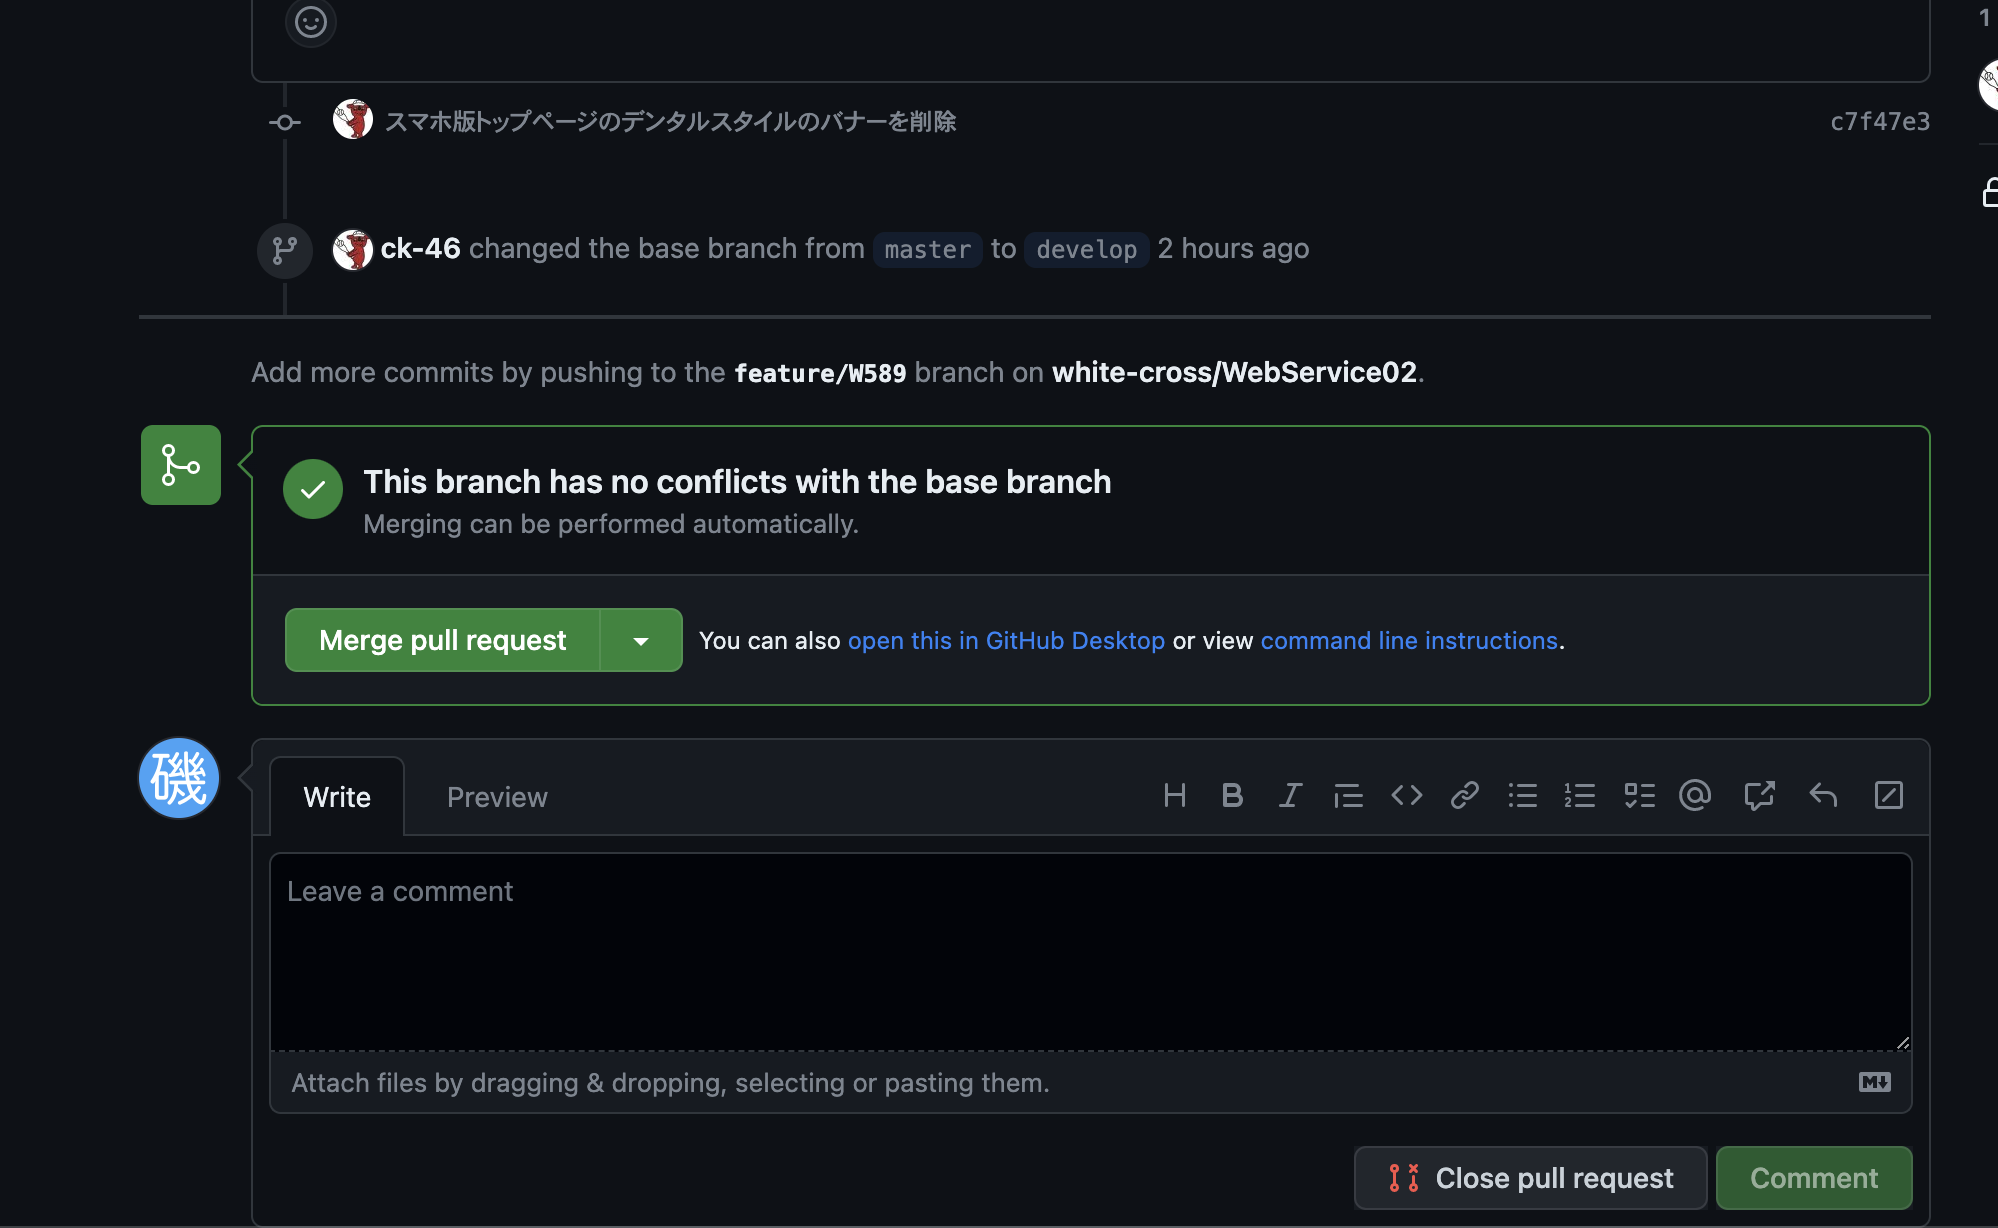 1
スマホ版トップページのデンタルスタイルのバナーを削除 c7f47e3
ck-46 changed the base branch from master to develop 2 hours ago
Add more commits by pushing to the feature/W589 branch on white-cross/WebService02.
This branch has no conflicts with the base branch
Merging can be performed automatically.
Merge pull request You can also open this in GitHub Desktop or view command line instructions.
磯
Write Preview
Leave a comment
Attach files by dragging & dropping, selecting or pasting them.
Close pull request Comment